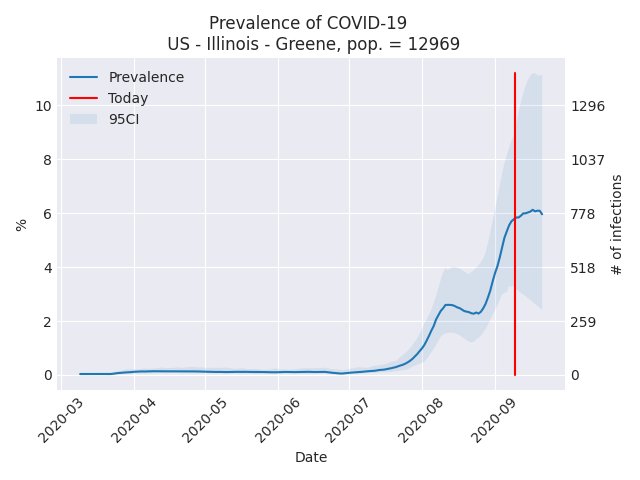 Prevalence of COVID-19
US - Illinois - Greene, pop. = 12969
Prevalence
Today
95CI
10
8
6
4
2
0
%
1296
1037
778
518
259
0
# of infections
2020-03
2020-04
2020-05
2020-06
2020-07
2020-08
2020-09
Date